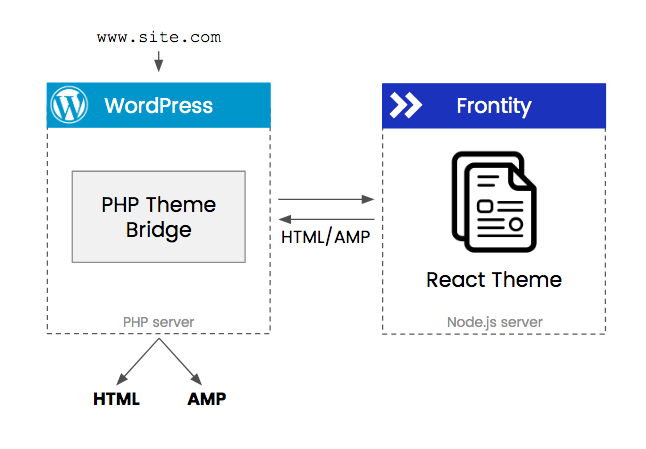 www.site.com
WordPress
Frontity
PHP Theme
Bridge
HTML/AMP
React Theme
PHP server
Node.js server
HTML
AMP